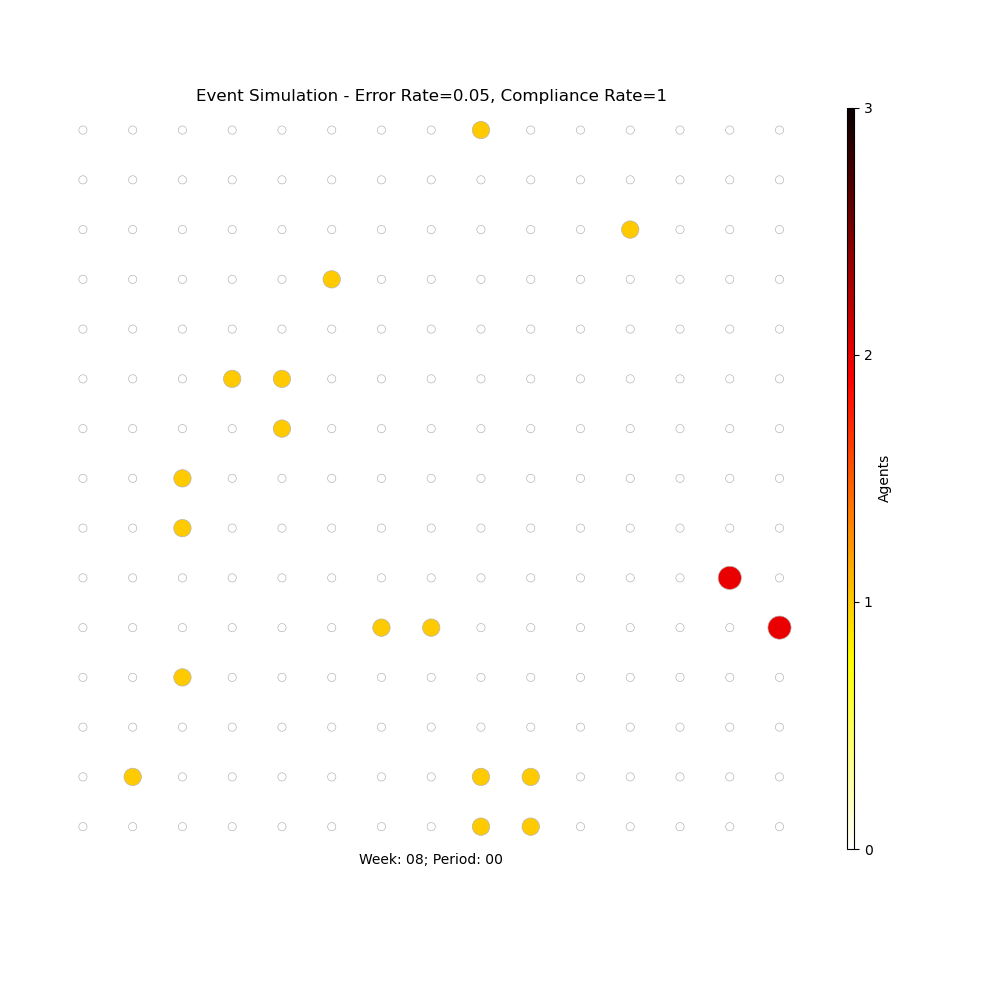 Event Simulation - Error Rate=0.05, Compliance Rate=1
3
2
Agents
1
0
Week: 08; Period: 00